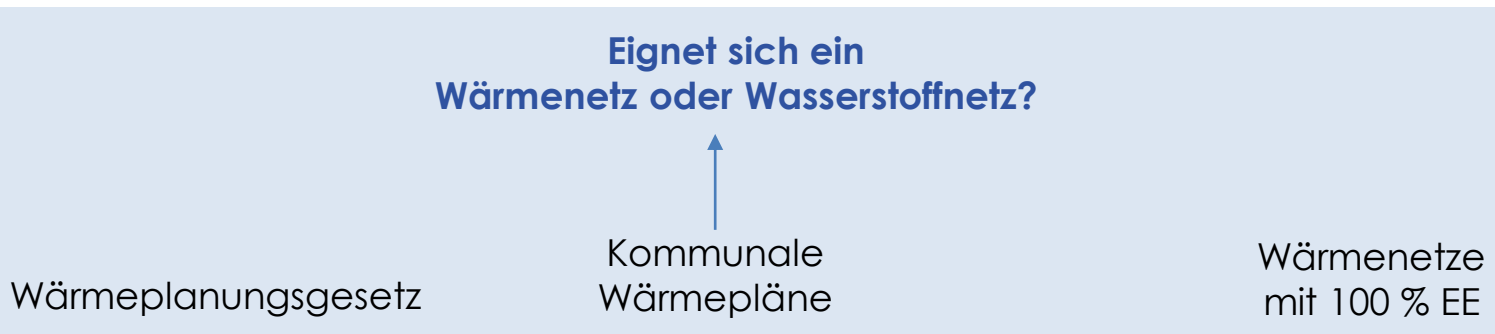 Eignet sich ein
Wärmenetz oder Wasserstoffnetz?
Wärmeplanungsgesetz
Kommunale
Wärmepläne
Wärmenetze
mit 100 % EE